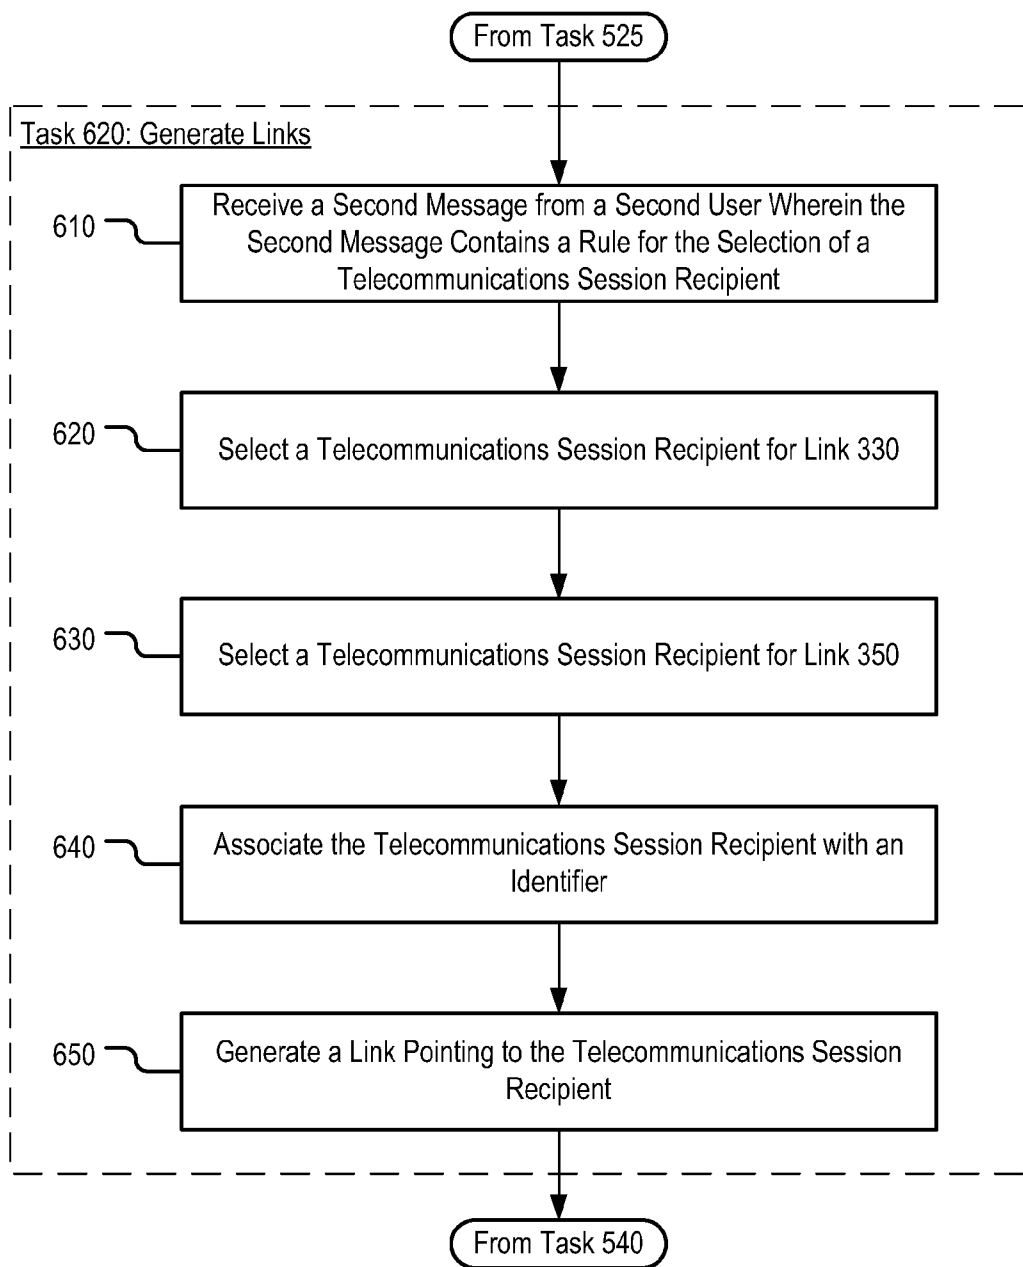 From Task 525
Task 620: Generate Links
610
Receive a Second Message from a Second User Wherein the
Second Message Contains a Rule for the Selection of a
Telecommunications Session Recipient
620
Select a Telecommunications Session Recipient for Link 330
630
Select a Telecommunications Session Recipient for Link 350
640
Associate the Telecommunications Session Recipient with an
Identifier
650
Generate a Link Pointing to the Telecommunications Session
Recipient
From Task 540